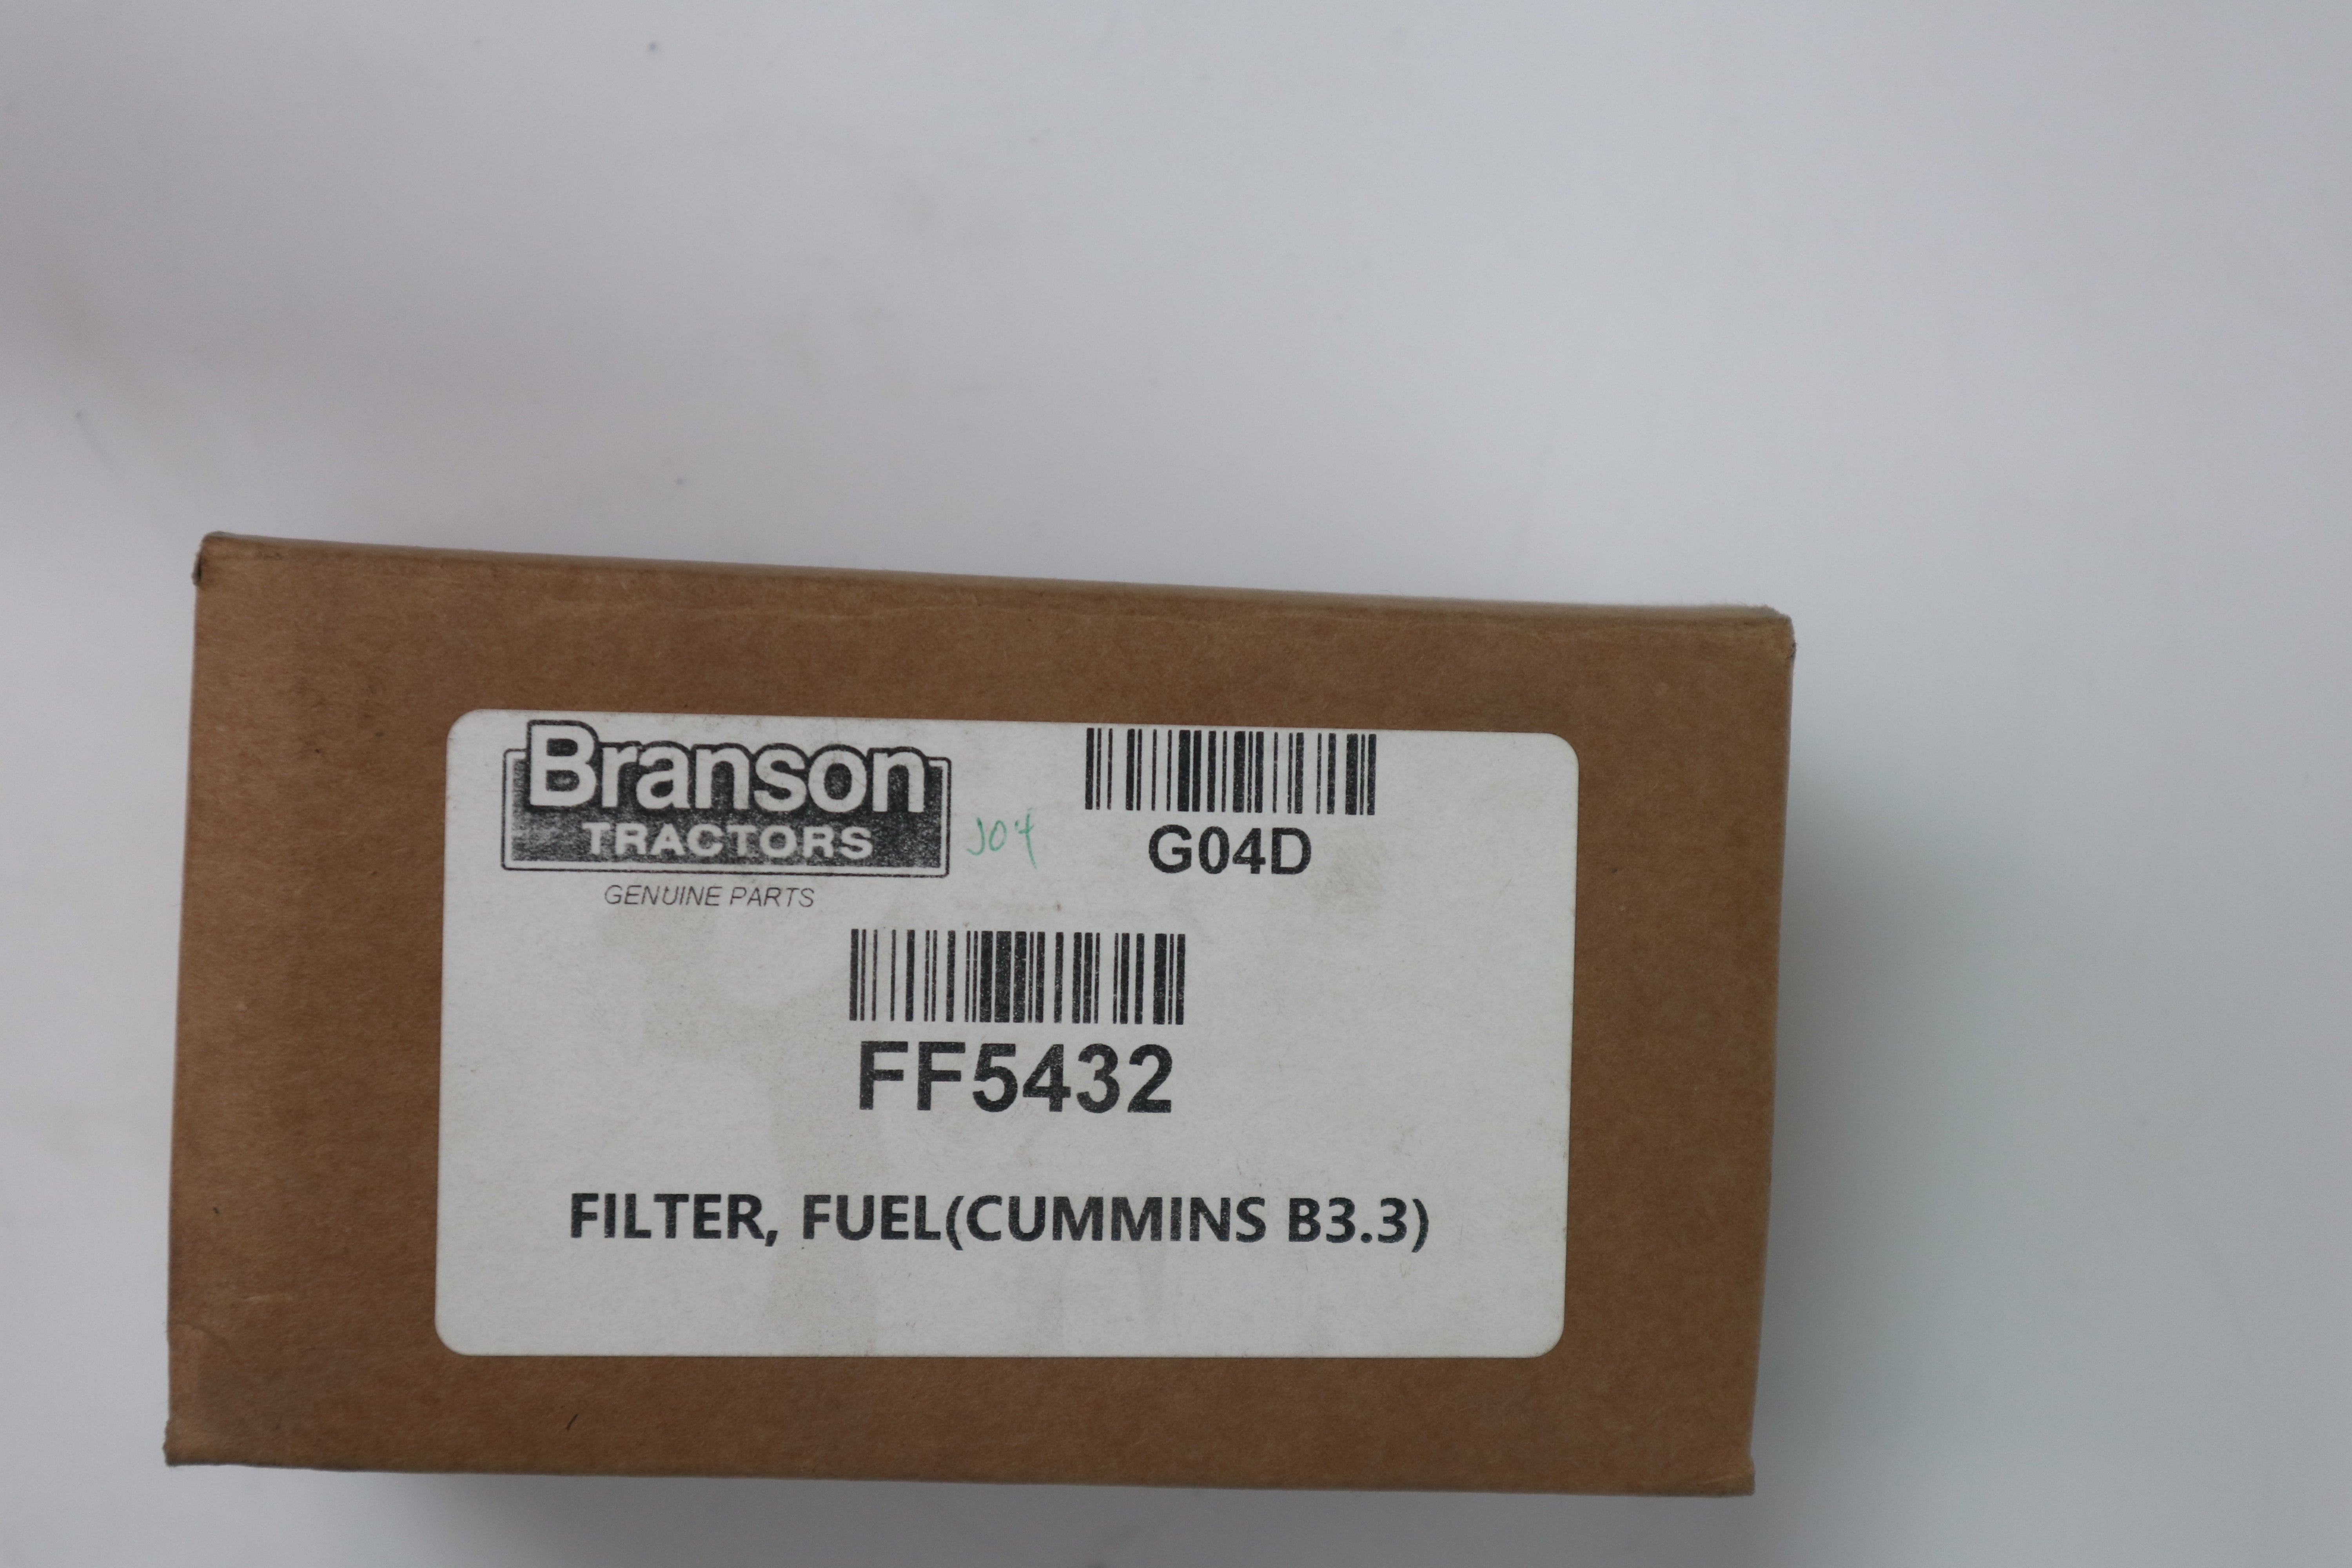 Branson
TRACTORS
GENUINE PARTS
J04
G04D
FF5432
FILTER, FUEL(CUMMINS B3.3)